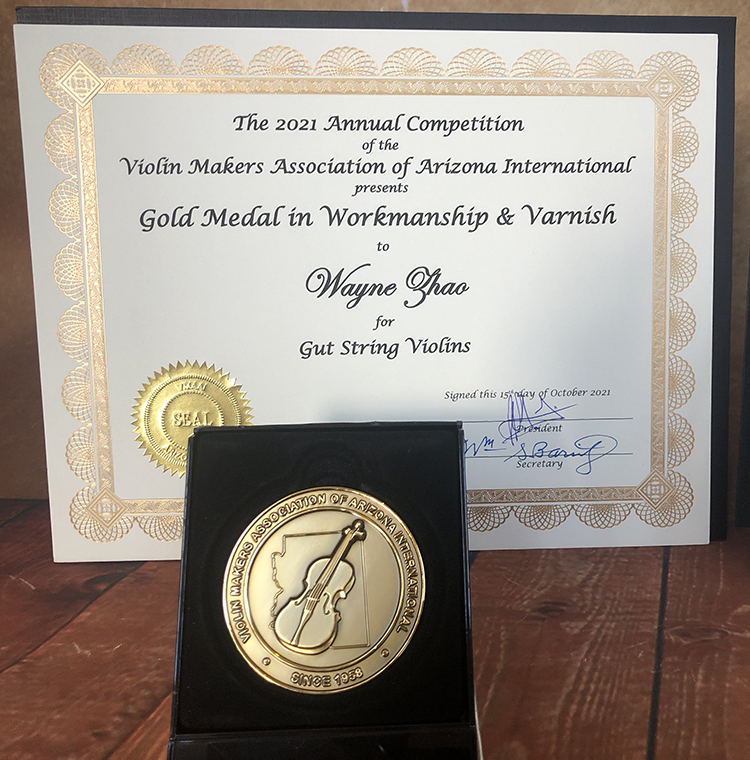 The 2021 Annual Competition
of the
Violin Makers Association of Arizona International
presents
Gold Medal in Workmanship & Varnish
to
Wayne Zhao
for
Gut String Violins
Signed this 15th day of October 2021
President
Secretary
SEAL
VIOLIN MAKERS ASSOCIATION OF ARIZONA INTERNATIONAL
SINCE 1958